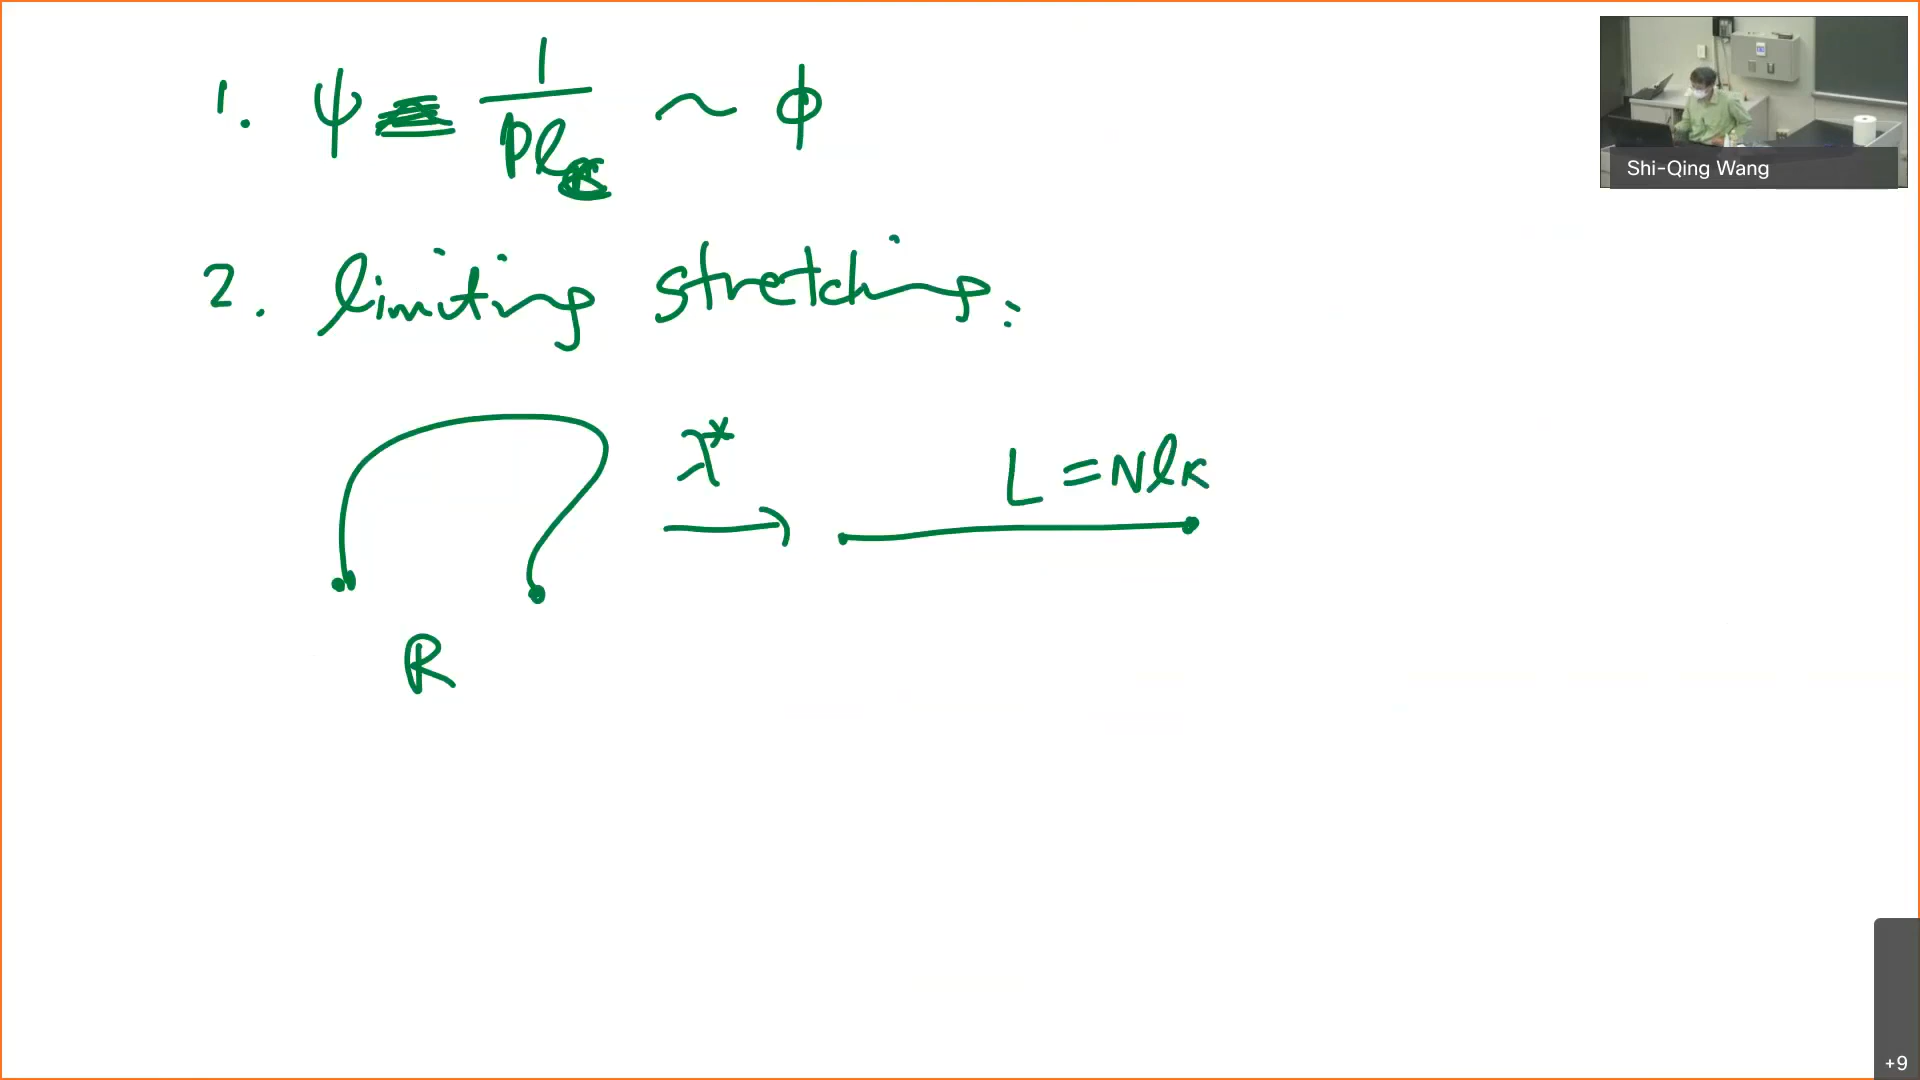 1. ψ = 1/pl ~ φ
Shi-Qing Wang
2. limiting stretching:
λ*
L = Nlκ
R
+9